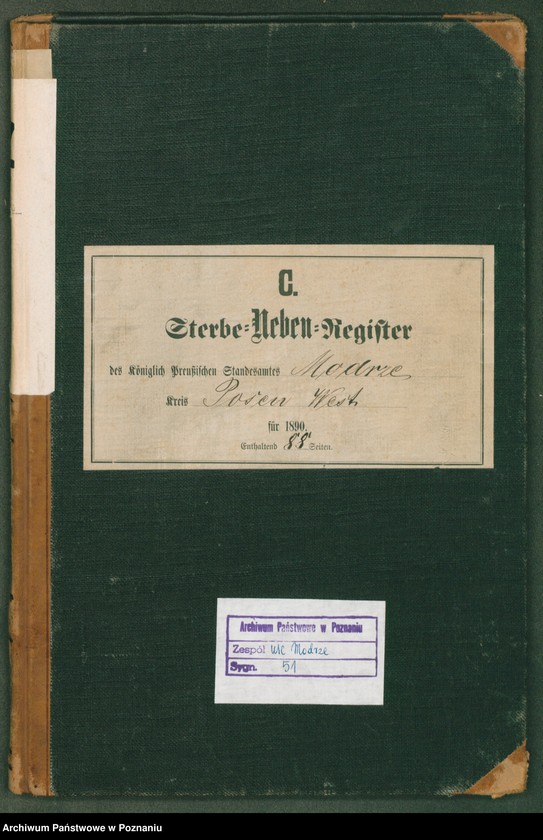 C.
Sterbe-Neben-Register
des Königlich Preußischen Standesamtes Modrze
Kreis Posen West
für 1890.
Enthaltend 88 Seiten.
Archiwum Państwowe w Poznaniu
Zespół USC Modrze
Sygn. 51
Archiwum Państwowe w Poznaniu